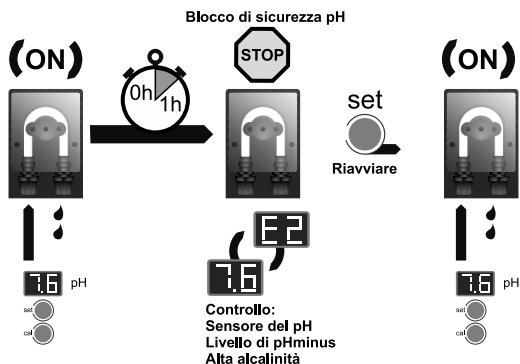 Blocco di sicurezza pH
(ON)
0h
1h
STOP
set
Riavviare
(ON)
E2
7.6
7.6 pH
set
cal
Controllo:
Sensore del pH
Livello di pHminus
Alta alcalinità
7.6 pH
set
cal